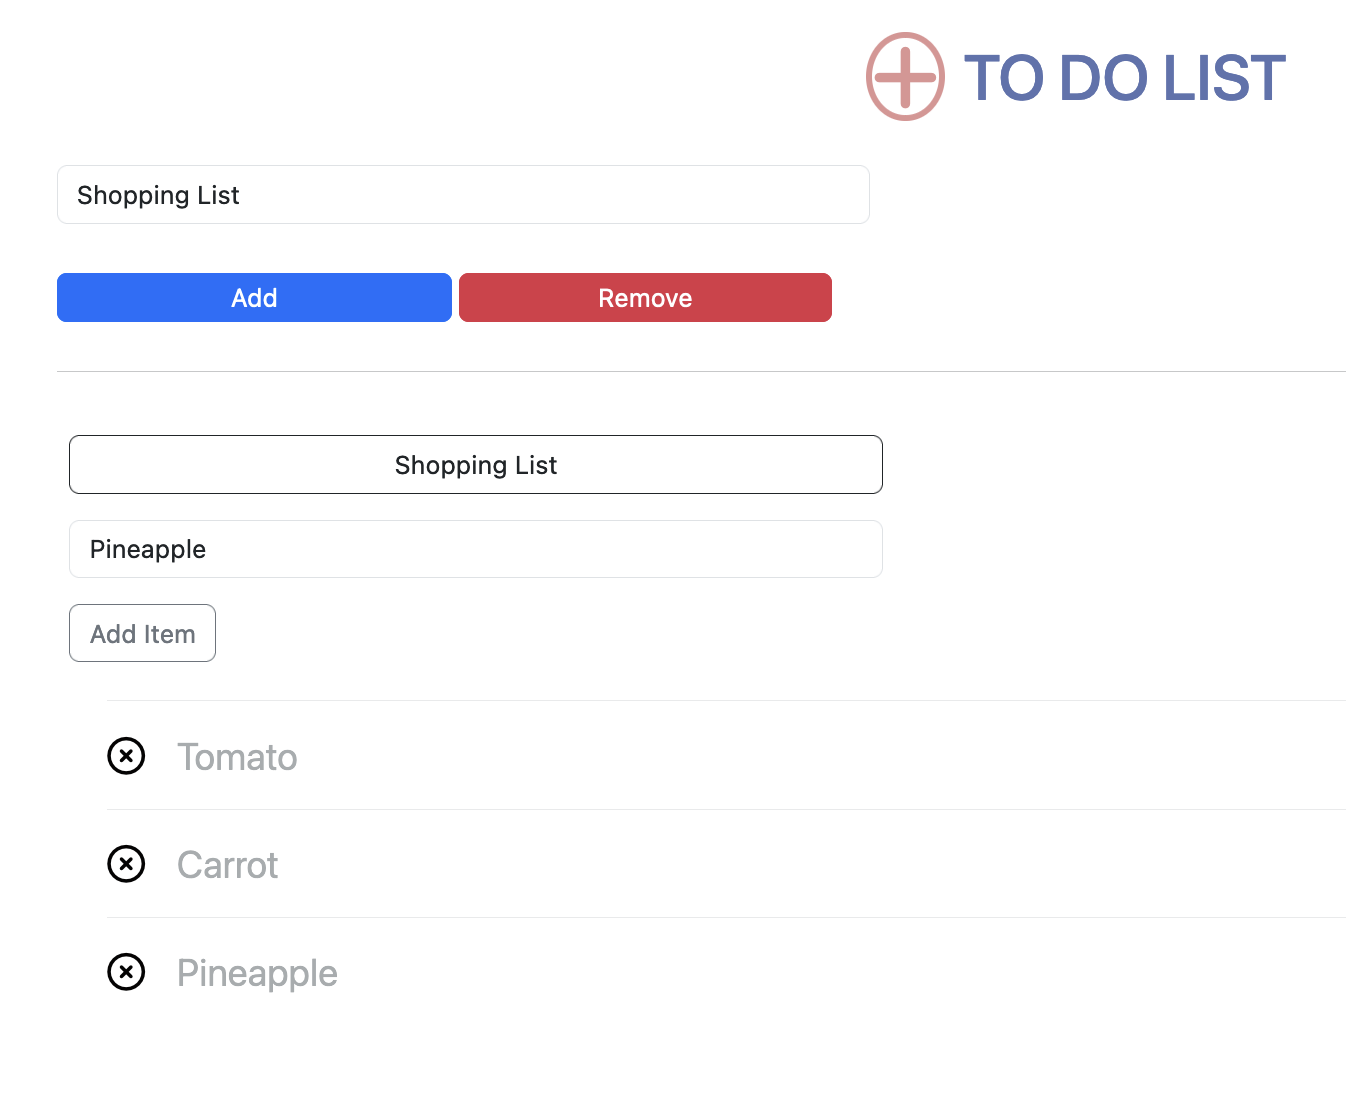 TO DO LIST
Shopping List
Add Remove
Shopping List
Pineapple
Add Item
Tomato
Carrot
Pineapple